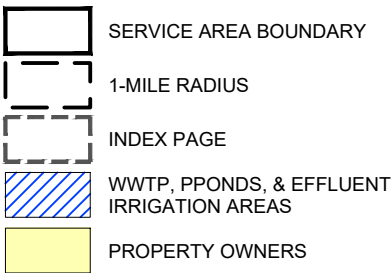 SERVICE AREA BOUNDARY
1-MILE RADIUS
INDEX PAGE
WWTP, PPONDS, & EFFLUENT
IRRIGATION AREAS
PROPERTY OWNERS